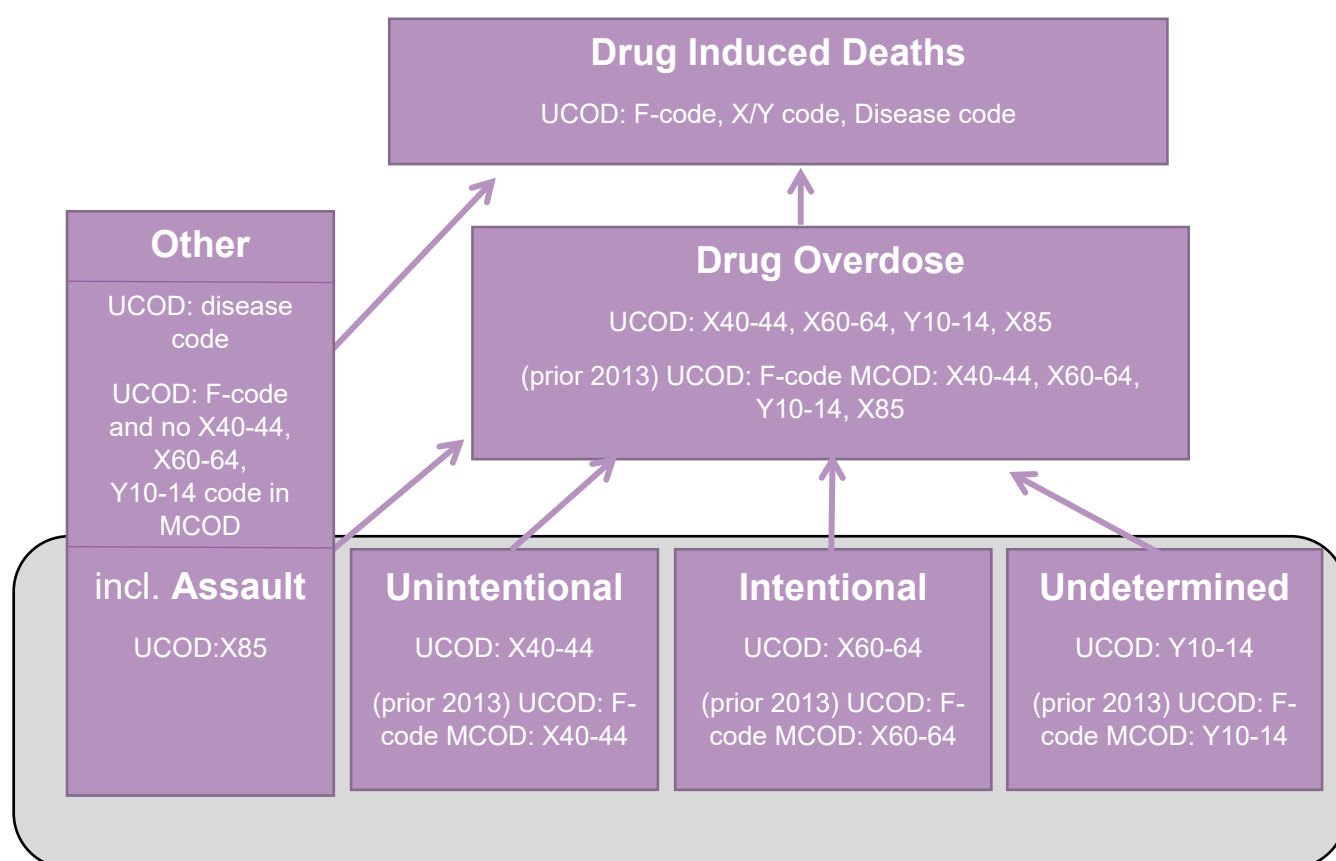 Drug Induced Deaths
UCOD: F-code, X/Y code, Disease code
Other
UCOD: disease
code
UCOD: F-code
and no X40-44,
X60-64,
Y10-14 code in
MCOD
Drug Overdose
UCOD: X40-44, X60-64, Y10-14, X85
(prior 2013) UCOD: F-code MCOD: X40-44, X60-64,
Y10-14, X85
incl. Assault
UCOD:X85
Unintentional
UCOD: X40-44
(prior 2013) UCOD: F-
code MCOD: X40-44
Intentional
UCOD: X60-64
(prior 2013) UCOD: F-
code MCOD: X60-64
Undetermined
UCOD: Y10-14
(prior 2013) UCOD: F-
code MCOD: Y10-14